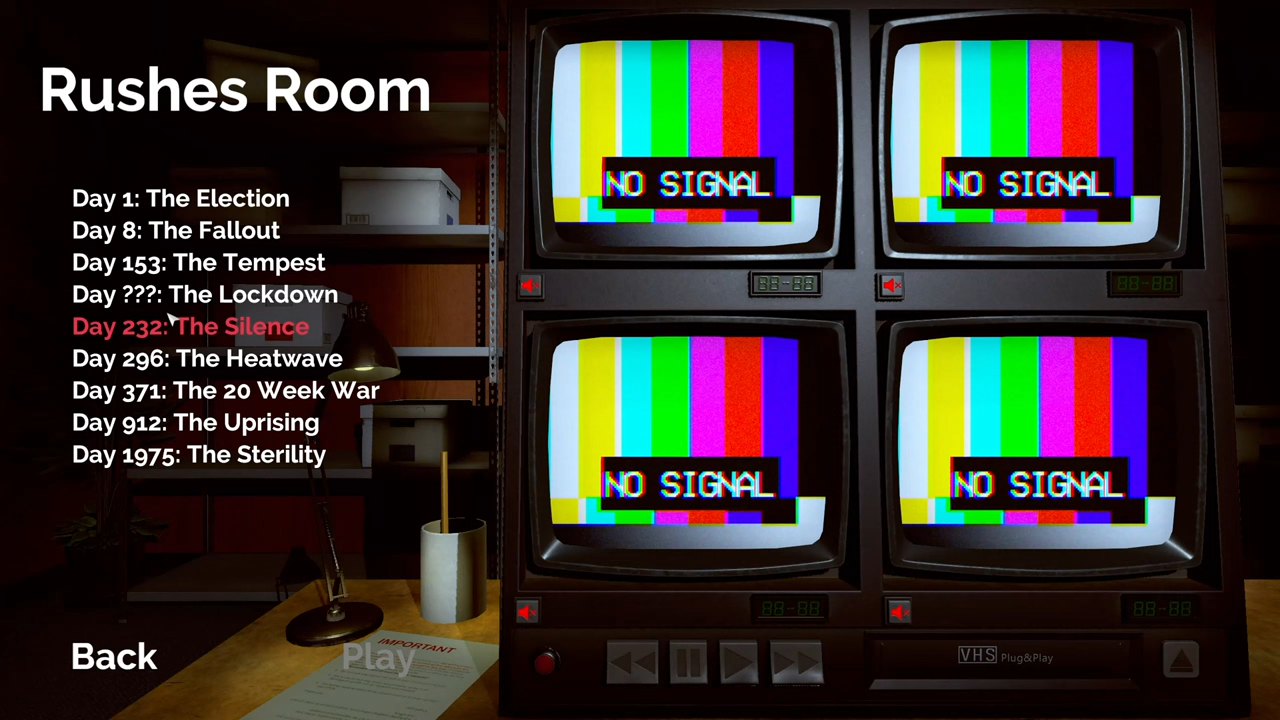 Rushes Room
Day 1: The Election
Day 8: The Fallout
Day 153: The Tempest
Day ???: The Lockdown
Day 232: The Silence
Day 296: The Heatwave
Day 371: The 20 Week War
Day 912: The Uprising
Day 1975: The Sterility
Back
Play
IMPORTANT
NO SIGNAL
NO SIGNAL
NO SIGNAL
NO SIGNAL
VHS Plug&Play